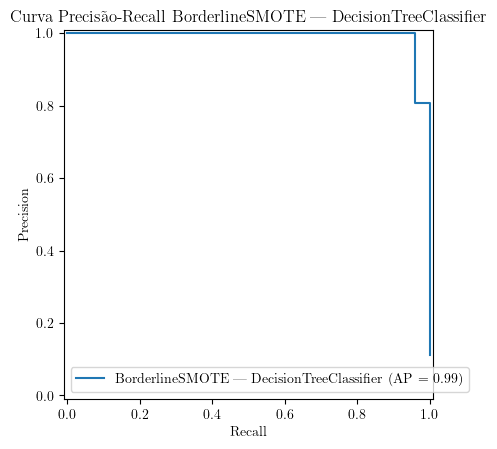 Curva Precisão-Recall BorderlineSMOTE — DecisionTreeClassifier
1.0
0.8
0.6
0.4
0.2
0.0
Precision
BorderlineSMOTE — DecisionTreeClassifier (AP = 0.99)
0.0 0.2 0.4 0.6 0.8 1.0
Recall